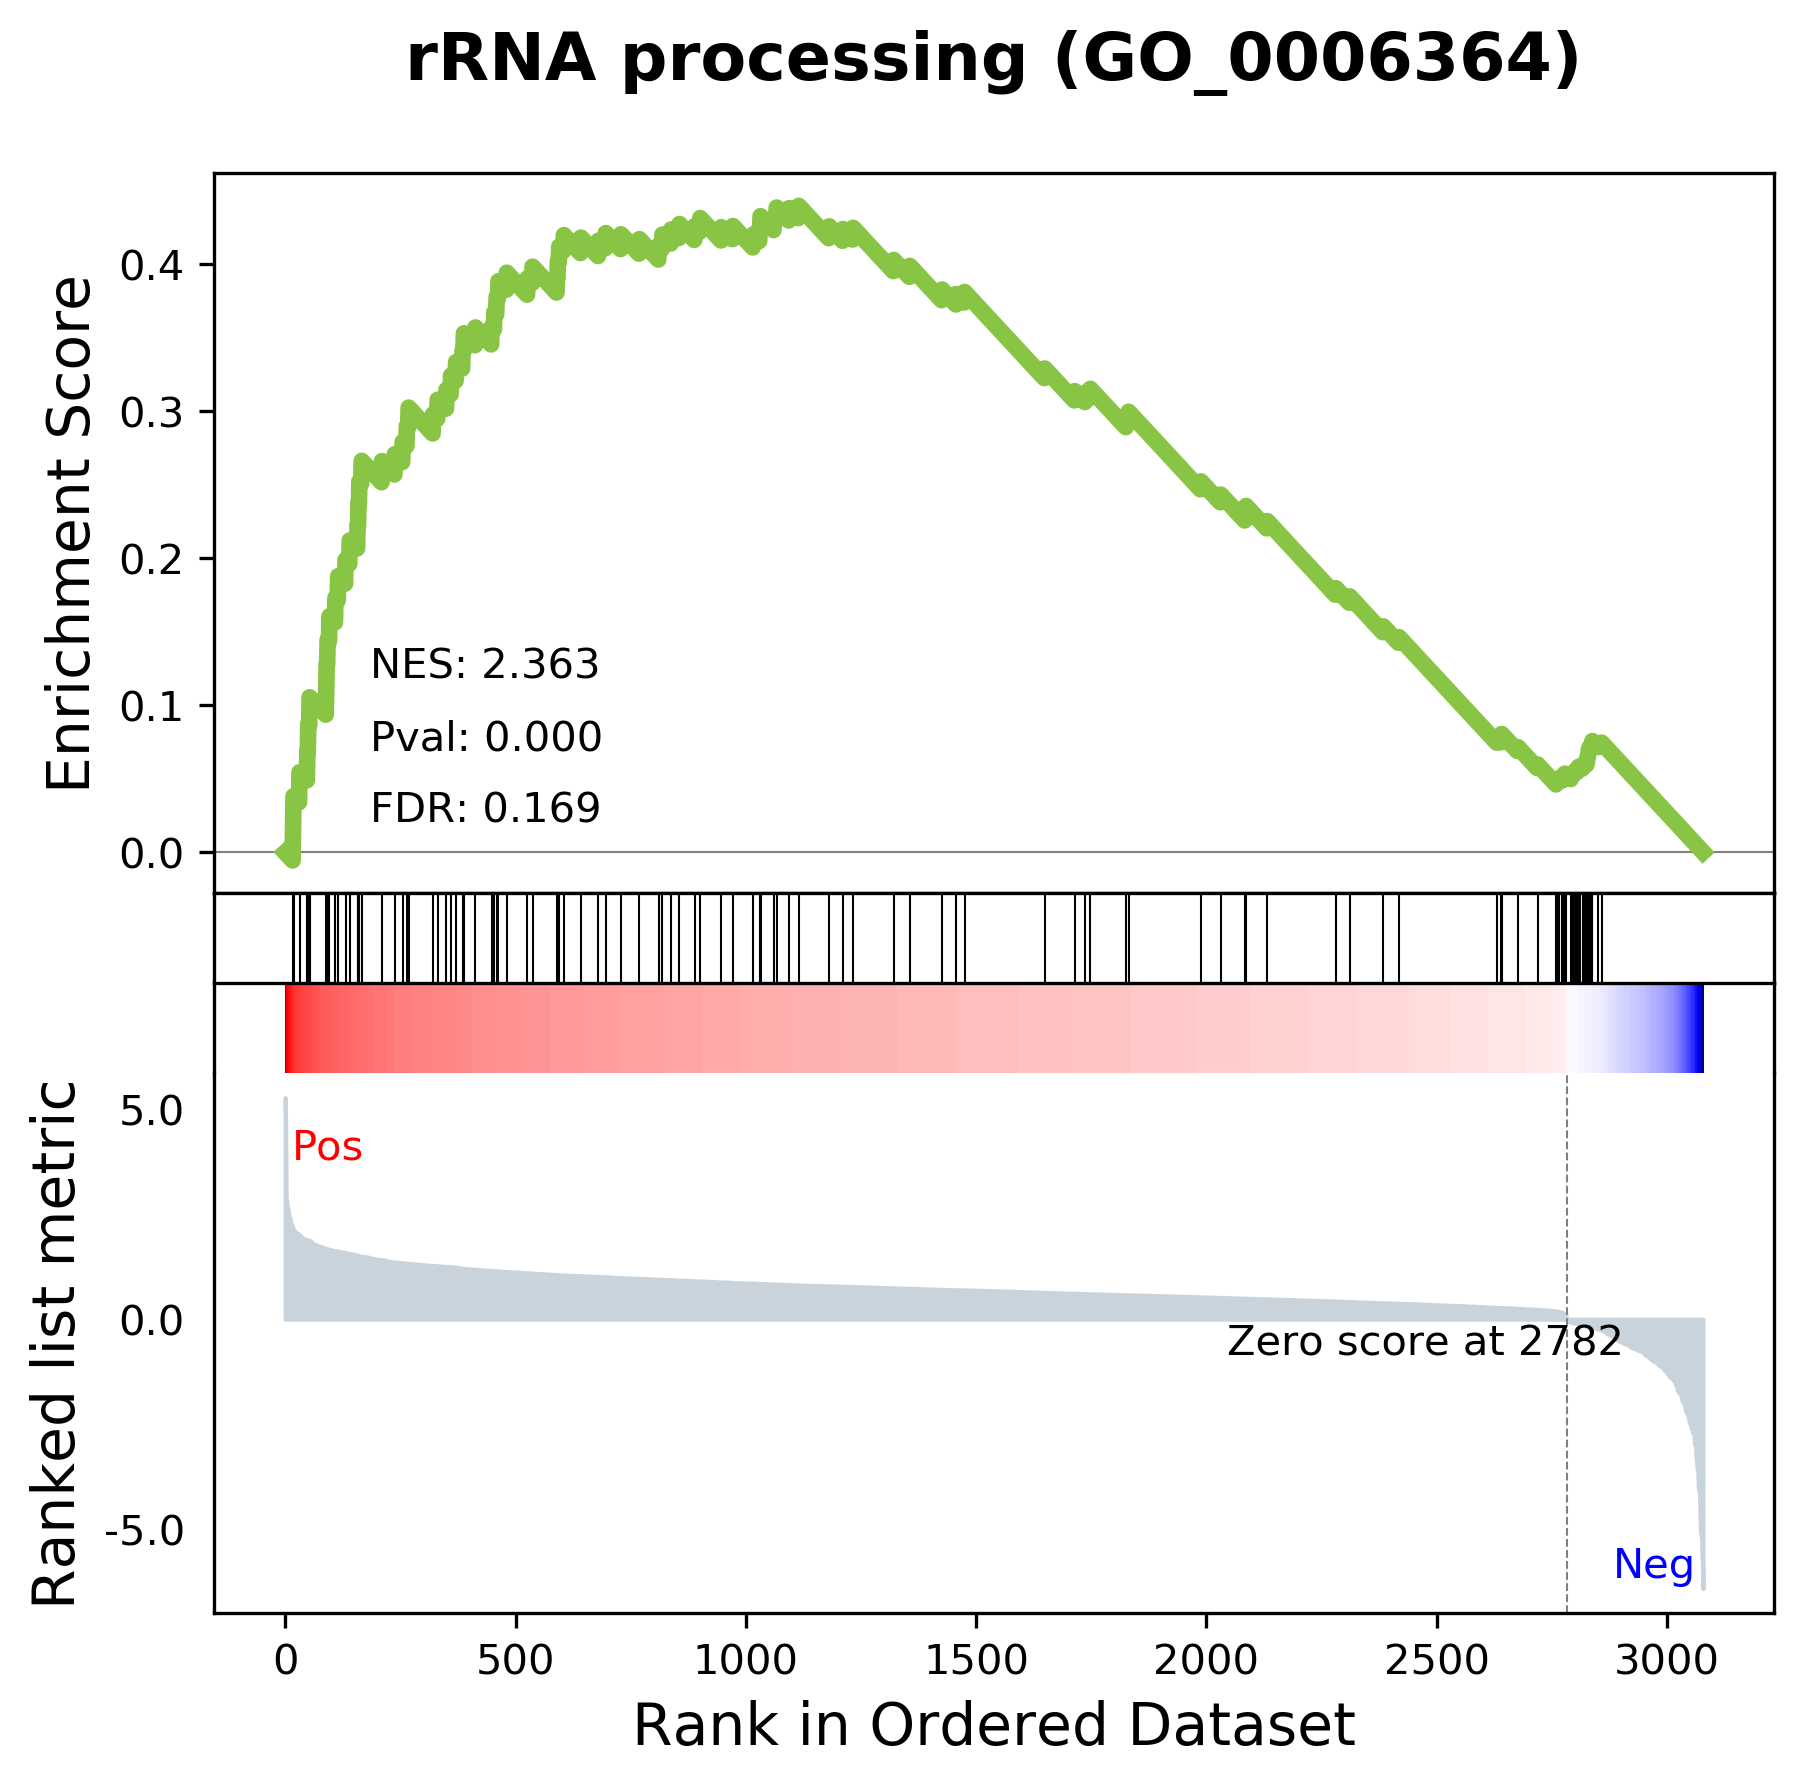 rRNA processing (GO_0006364)
Enrichment Score
0.4
0.3
0.2
0.1
0.0
NES: 2.363
Pval: 0.000
FDR: 0.169
Ranked list metric
5.0
0.0
-5.0
Pos
Zero score at 2782
Neg
0 500 1000 1500 2000 2500 3000
Rank in Ordered Dataset